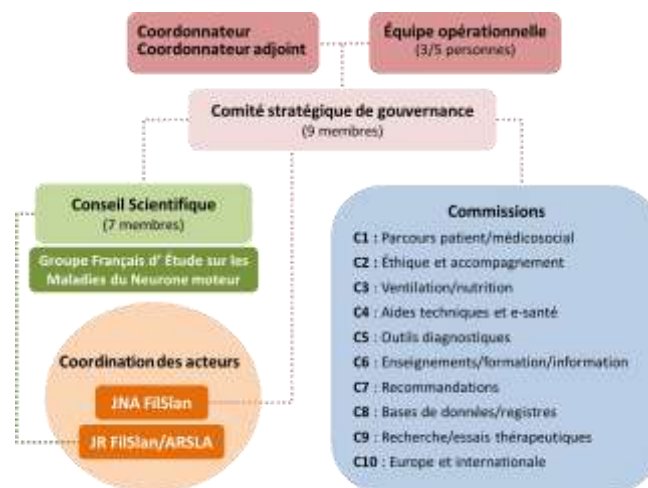 Coordonnateur
Coordonnateur adjoint
Équipe opérationnelle
(3/5 personnes)
Comité stratégique de gouvernance
(9 membres)
Conseil Scientifique
(7 membres)
Groupe Français d' Étude sur les
Maladies du Neurone moteur
Coordination des acteurs
JNA FilSlan
JR FilSlan/ARSLA
Commissions
C1 : Parcours patient/médicosocial
C2 : Éthique et accompagnement
C3 : Ventilation/nutrition
C4 : Aides techniques et e-santé
C5 : Outils diagnostiques
C6 : Enseignements/formation/information
C7 : Recommandations
C8 : Bases de données/registres
C9 : Recherche/essais thérapeutiques
C10 : Europe et internationale